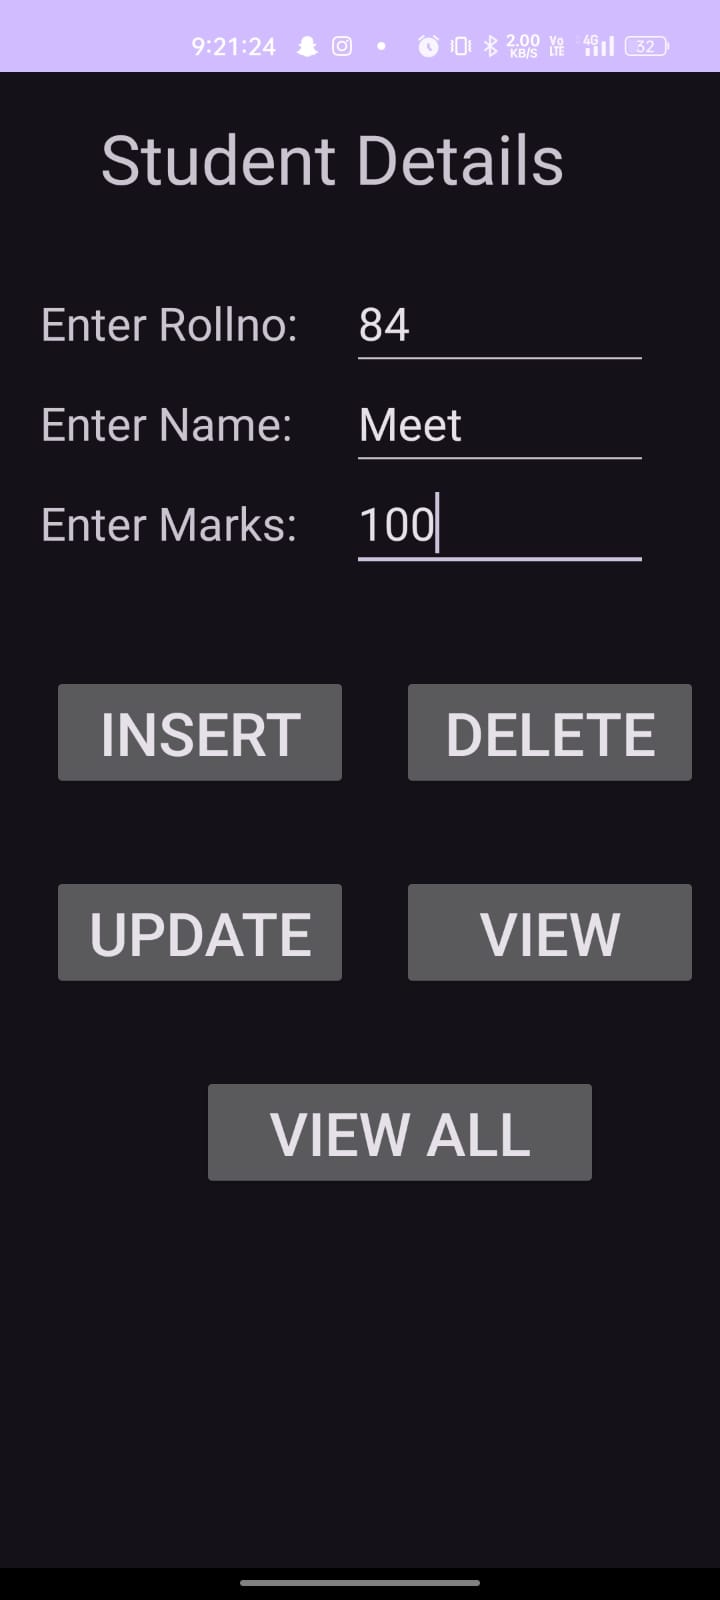 9:21:24 2.00 KB/S Vo LTE 4G 32
Student Details
Enter Rollno: 84
Enter Name: Meet
Enter Marks: 100
INSERT DELETE
UPDATE VIEW
VIEW ALL